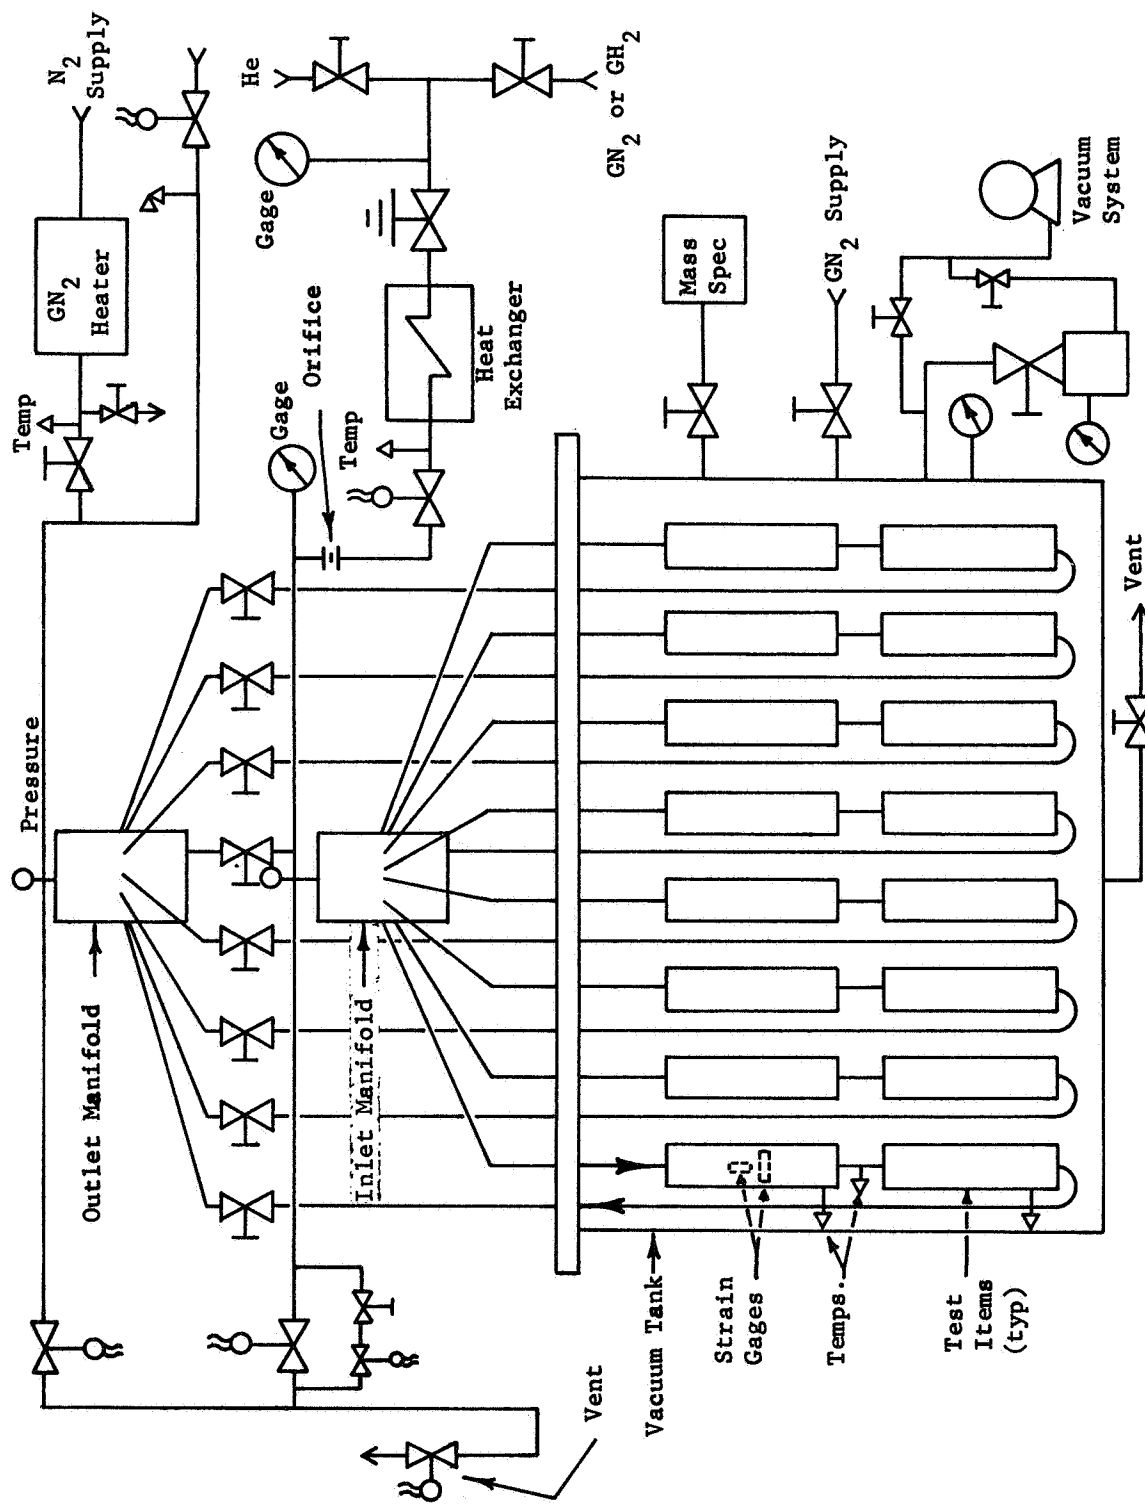 N2
Supply
GN2
Heater
Temp
Pressure
Outlet Manifold
He
Gage
GN2 or GH2
Gage
Orifice
Temp
Heat
Exchanger
Inlet Manifold
Mass
Spec
GN2 Supply
Vacuum
System
Vent
Vent
Vacuum Tank
Strain
Gages
Temps.
Test
Items
(typ)